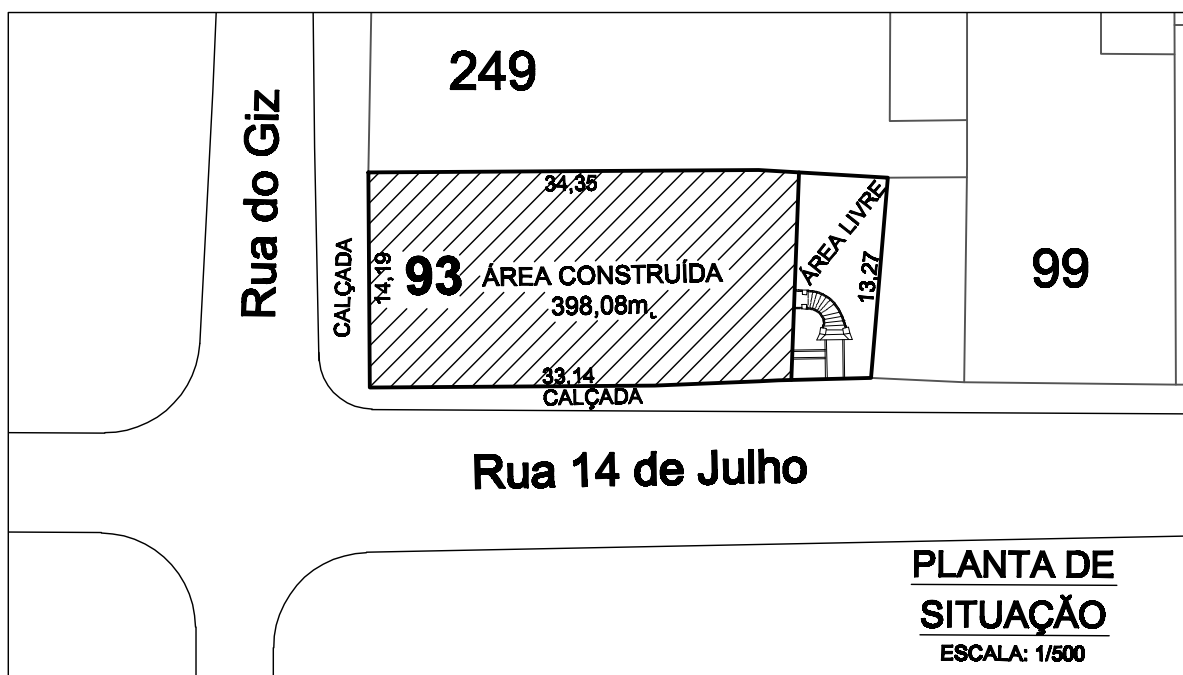 249
Rua do Giz
CALÇADA
34,35
14,19
93
ÁREA CONSTRUÍDA
398,08m
ÁREA LIVRE
13,27
99
33,14
CALÇADA
Rua 14 de Julho
PLANTA DE
SITUAÇÃO
ESCALA: 1/500